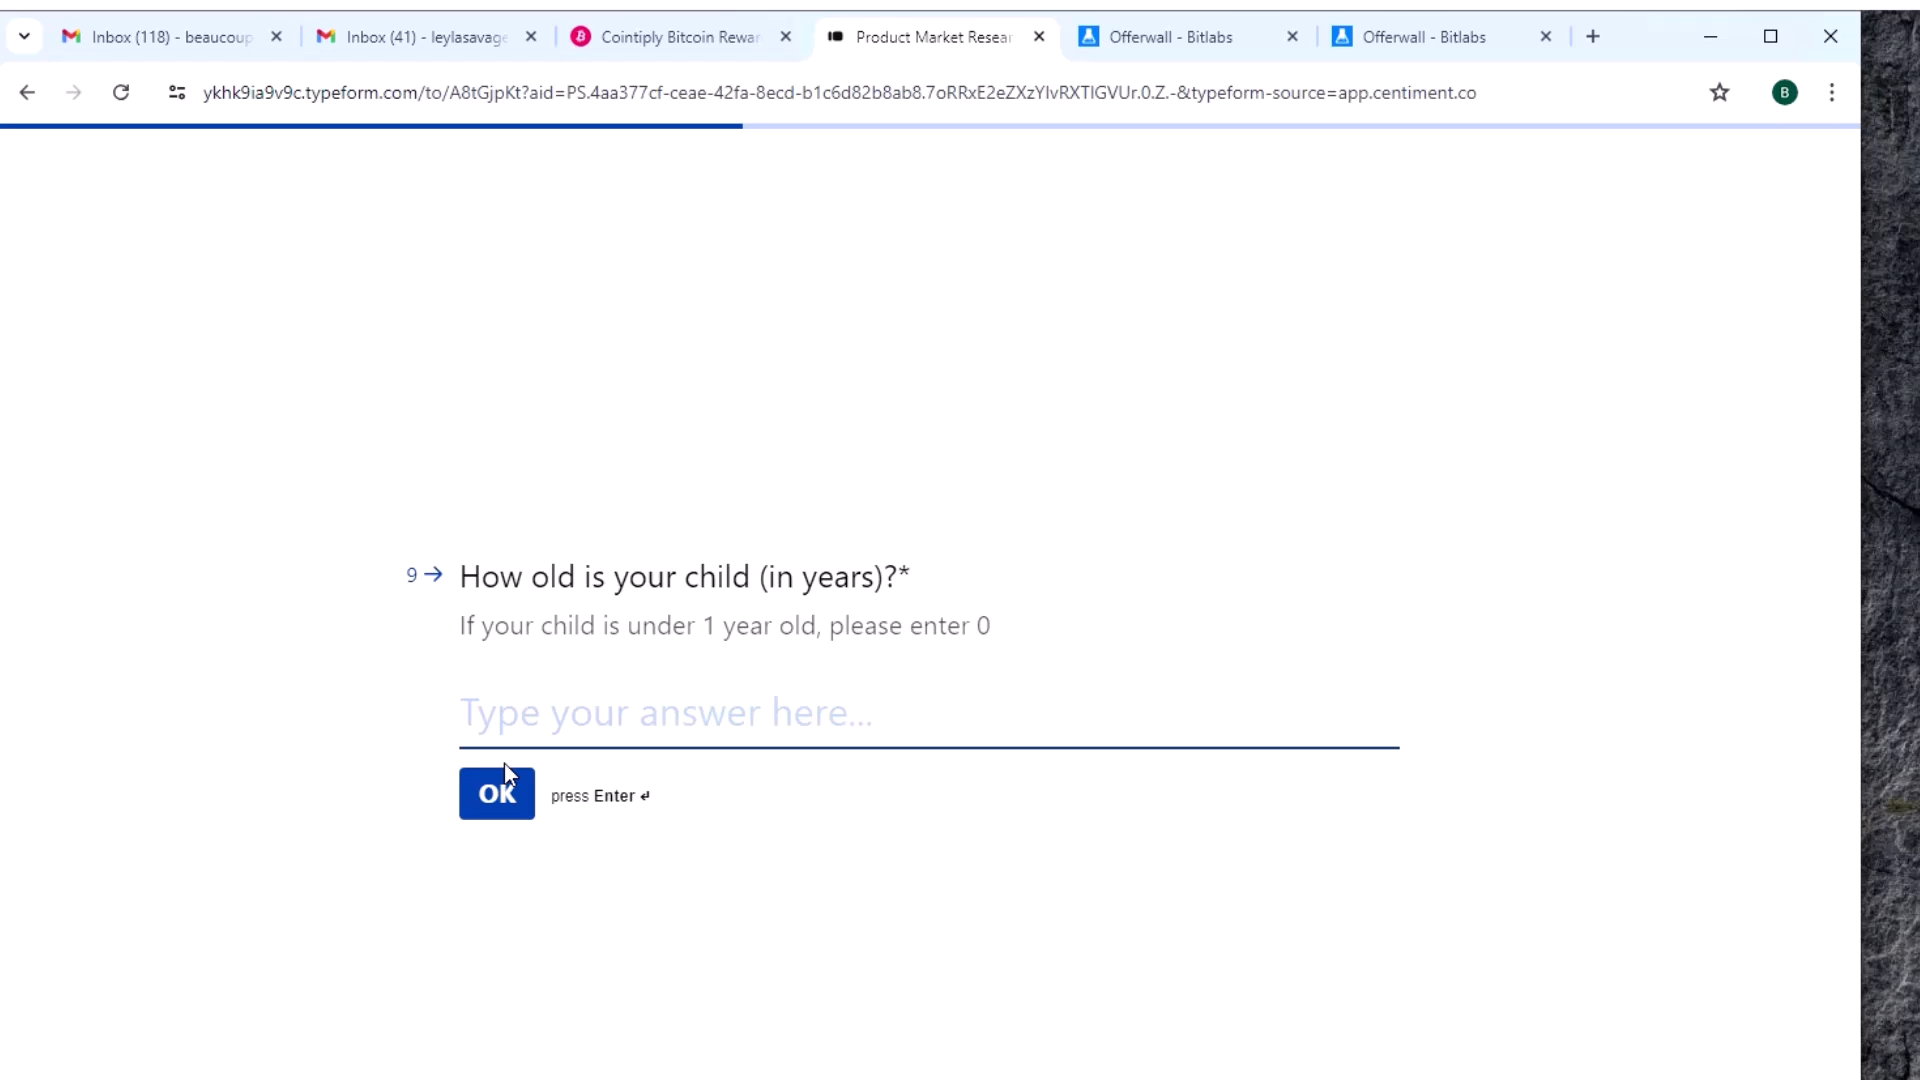 Inbox (118) - beaucoup
Inbox (41) - leylasavage
Cointiply Bitcoin Rewar
Product Market Resear
Offerwall - Bitlabs
Offerwall - Bitlabs
ykhk9ia9v9c.typeform.com/to/A8tGjpKt?aid=PS.4aa377cf-ceae-42fa-8ecd-b1c6d82b8ab8.7oRRxE2eZXzYIvRXTIGVUr.0.Z.-&typeform-source=app.centiment.co
B
9 → How old is your child (in years)?*
If your child is under 1 year old, please enter 0
Type your answer here...
OK
press Enter ↵